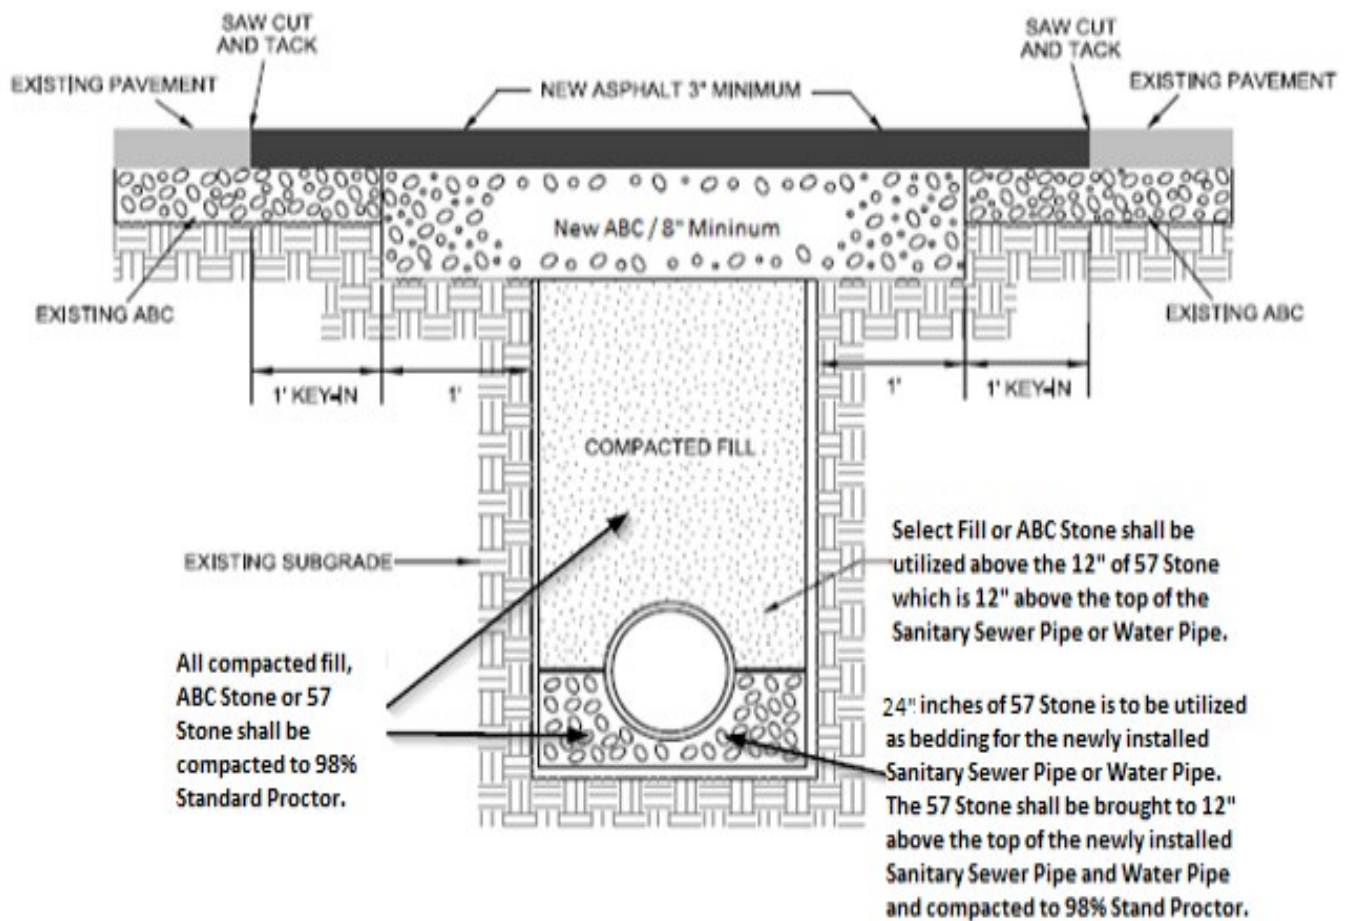 SAW CUT
AND TACK
SAW CUT
AND TACK
EXISTING PAVEMENT
NEW ASPHALT 3" MINIMUM
EXISTING PAVEMENT
New ABC / 8" Mininum
EXISTING ABC
EXISTING ABC
1' KEY-IN
1'
1'
1' KEY-IN
COMPACTED FILL
EXISTING SUBGRADE
Select Fill or ABC Stone shall be
utilized above the 12" of 57 Stone
which is 12" above the top of the
Sanitary Sewer Pipe or Water Pipe.
All compacted fill,
ABC Stone or 57
Stone shall be
compacted to 98%
Standard Proctor.
24" inches of 57 Stone is to be utilized
as bedding for the newly installed
Sanitary Sewer Pipe or Water Pipe.
The 57 Stone shall be brought to 12"
above the top of the newly installed
Sanitary Sewer Pipe and Water Pipe
and compacted to 98% Stand Proctor.